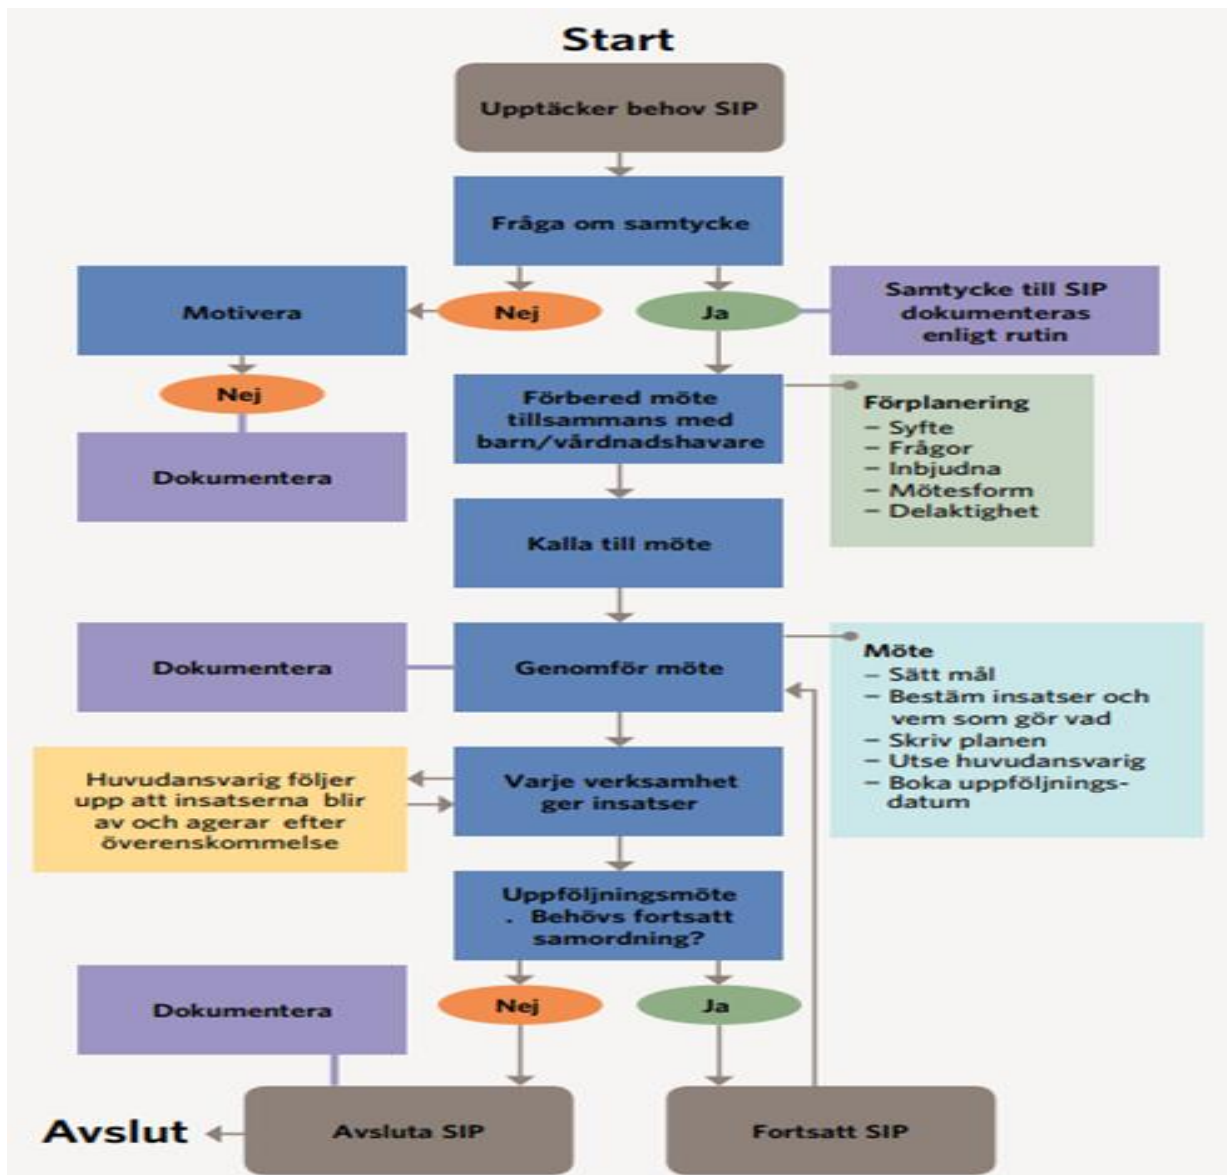 Start
Upptäcker behov SIP
Fråga om samtycke
Nej
Ja
Motivera
Samtycke till SIP
dokumenteras
enligt rutin
Nej
Dokumentera
Förbered möte
tillsammans med
barn/vårdnadshavare
Förplanering
– Syfte
– Frågor
– Inbjudna
– Mötesform
– Delaktighet
Kalla till möte
Dokumentera
Genomför möte
Möte
– Sätt mål
– Bestäm insatser och
vem som gör vad
– Skriv planen
– Utse huvudansvarig
– Boka uppföljnings-
datum
Huvudansvarig följer
upp att insatserna blir
av och agerar efter
överenskommelse
Varje verksamhet
ger insatser
Uppföljningsmöte
. Behövs fortsatt
samordning?
Nej
Ja
Dokumentera
Avslut
Avsluta SIP
Fortsatt SIP